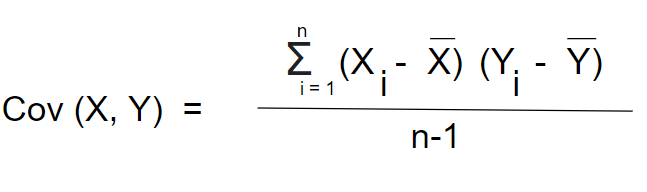 n
Cov (X, Y) = Σ (Xi - X̅) (Yi - Y̅)
i = 1
n-1